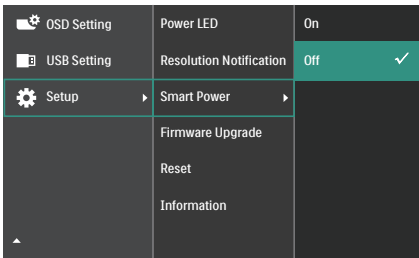 OSD Setting
USB Setting
Setup
Power LED
Resolution Notification
Smart Power
Firmware Upgrade
Reset
Information
On
Off